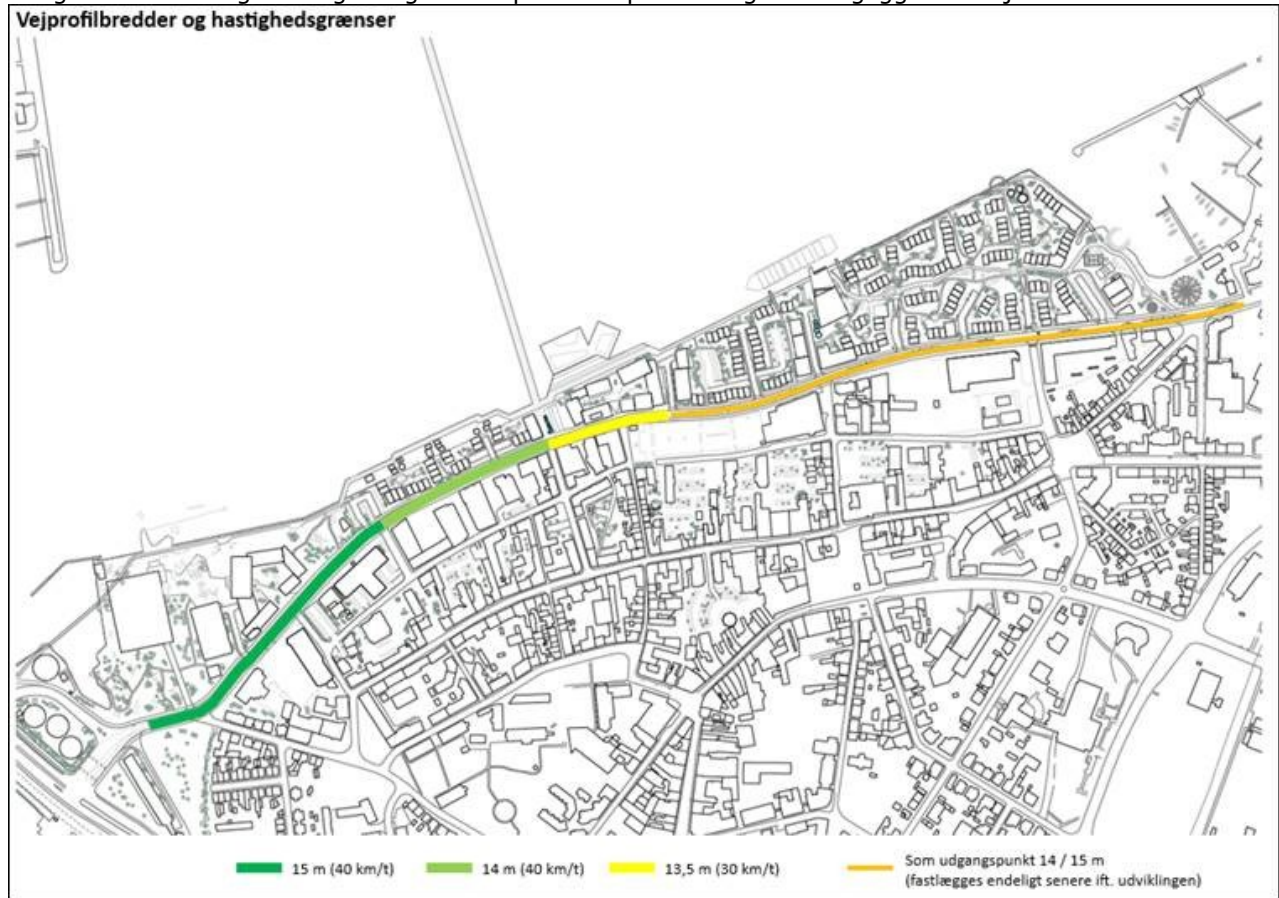 Vejprofilbredder og hastighedsgrænser
15 m (40 km/t)
14 m (40 km/t)
13,5 m (30 km/t)
Som udgangspunkt 14 / 15 m
(fastlægges endeligt senere ift. udviklingen)